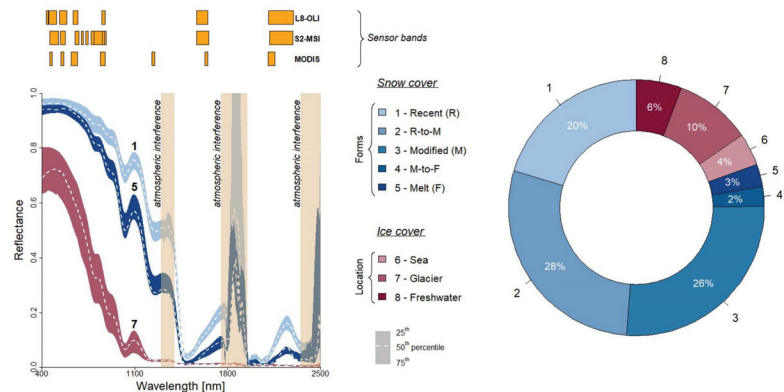 L8-OLI
S2-MSI
MODIS
Sensor bands
atmospheric interference
atmospheric interference
atmospheric interference
1
5
7
Reflectance
1.0
0.8
0.6
0.4
0.2
0.0
400
1100
1800
2500
Wavelength [nm]
Snow cover
Forms
1 - Recent (R)
2 - R-to-M
3 - Modified (M)
4 - M-to-F
5 - Melt (F)
Ice cover
Location
6 - Sea
7 - Glacier
8 - Freshwater
25th
50th percentile
75th
1
2
3
4
5
6
7
8
20%
28%
26%
2%
3%
4%
10%
6%